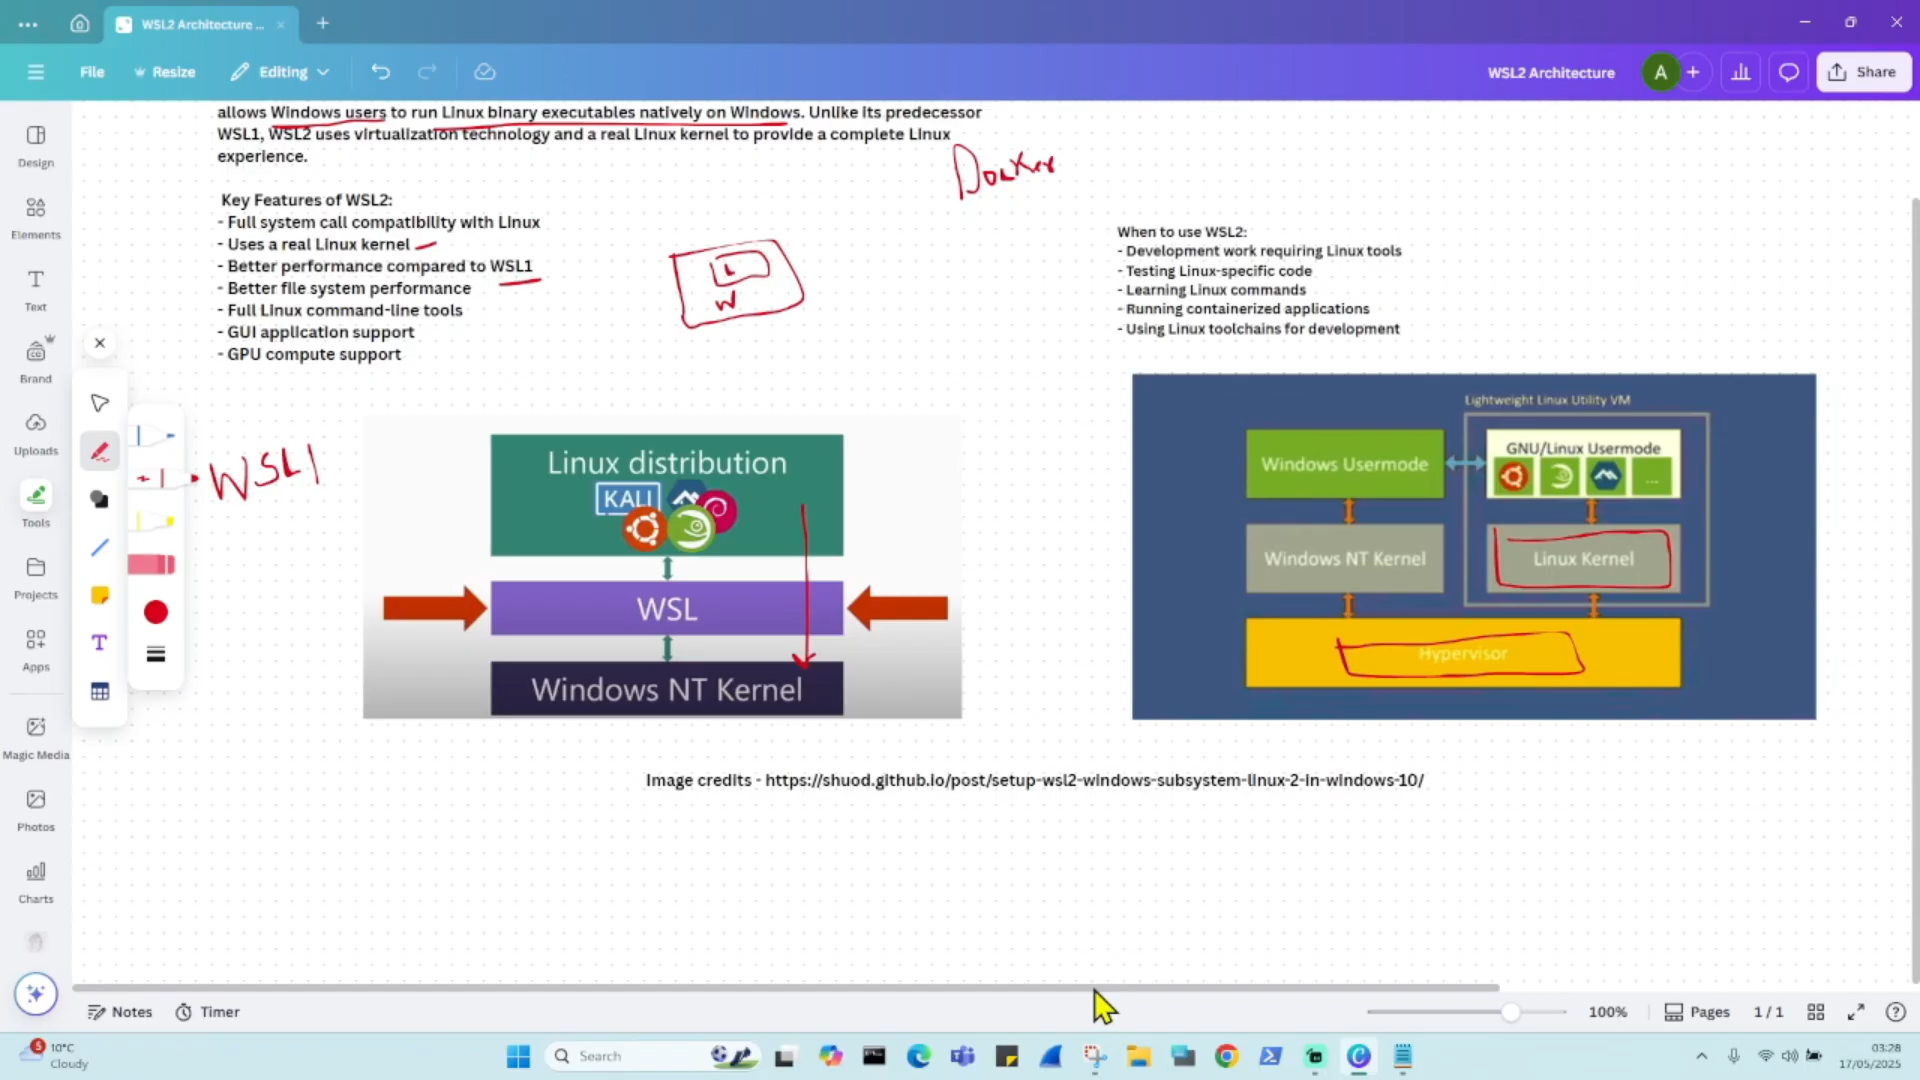 WSL2 Architecture ...
File
Resize
Editing
WSL2 Architecture
A
Share
Design
Elements
Text
Brand
Uploads
Tools
Projects
Apps
Magic Media
Photos
Charts
allows Windows users to run Linux binary executables natively on Windows. Unlike its predecessor
WSL1, WSL2 uses virtualization technology and a real Linux kernel to provide a complete Linux
experience.
Docker
Key Features of WSL2:
- Full system call compatibility with Linux
- Uses a real Linux kernel
- Better performance compared to WSL1
- Better file system performance
- Full Linux command-line tools
- GUI application support
- GPU compute support
L
W
When to use WSL2:
- Development work requiring Linux tools
- Testing Linux-specific code
- Learning Linux commands
- Running containerized applications
- Using Linux toolchains for development
WSL1
Linux distribution
KALI
WSL
Windows NT Kernel
Lightweight Linux Utility VM
Windows Usermode
GNU/Linux Usermode
...
Windows NT Kernel
Linux Kernel
Hypervisor
Image credits - https://shuod.github.io/post/setup-wsl2-windows-subsystem-linux-2-in-windows-10/
Notes
Timer
100%
Pages
1 / 1
5
10°C
Cloudy
Search
03:28
17/05/2025